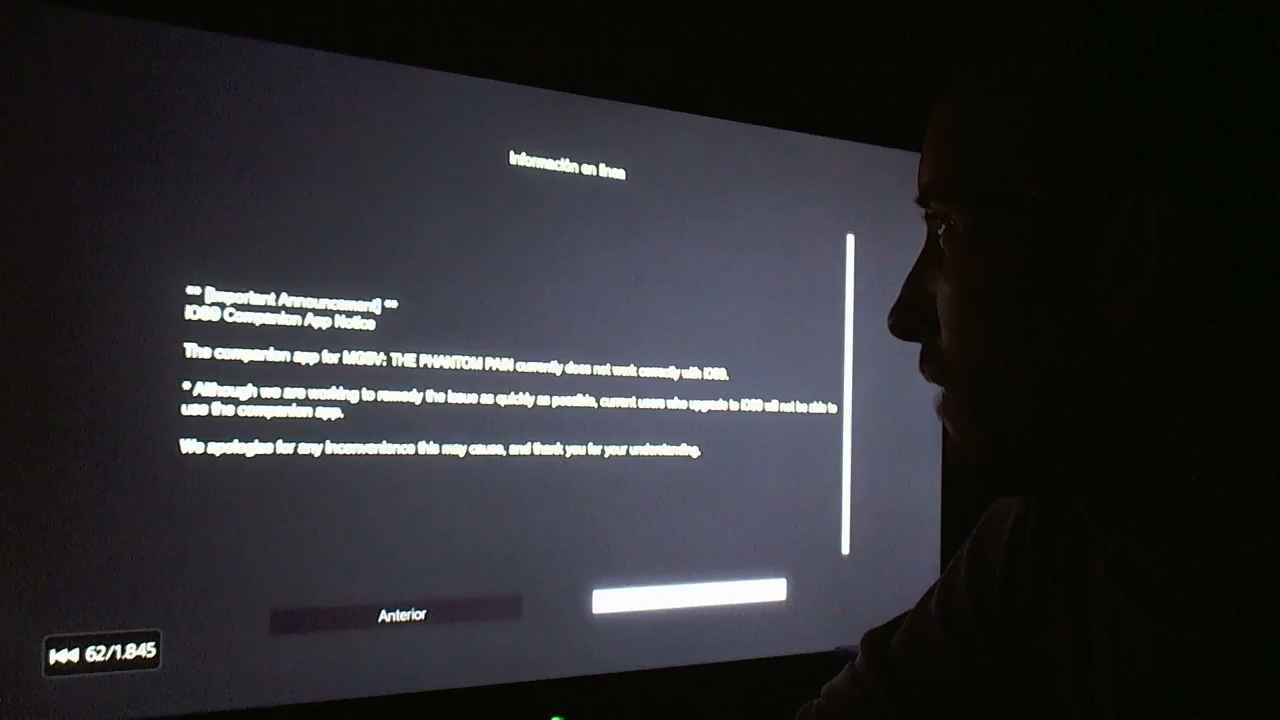 Información en línea
** [Important Announcement] **
iOS9 Companion App Notice
The companion app for MGSV: THE PHANTOM PAIN currently does not work correctly with iOS9.
* Although we are working to remedy the issue as quickly as possible, current users who upgrade to iOS9 will not be able to
use the companion app.
We apologize for any inconvenience this may cause, and thank you for your understanding.
Anterior
62/1.845